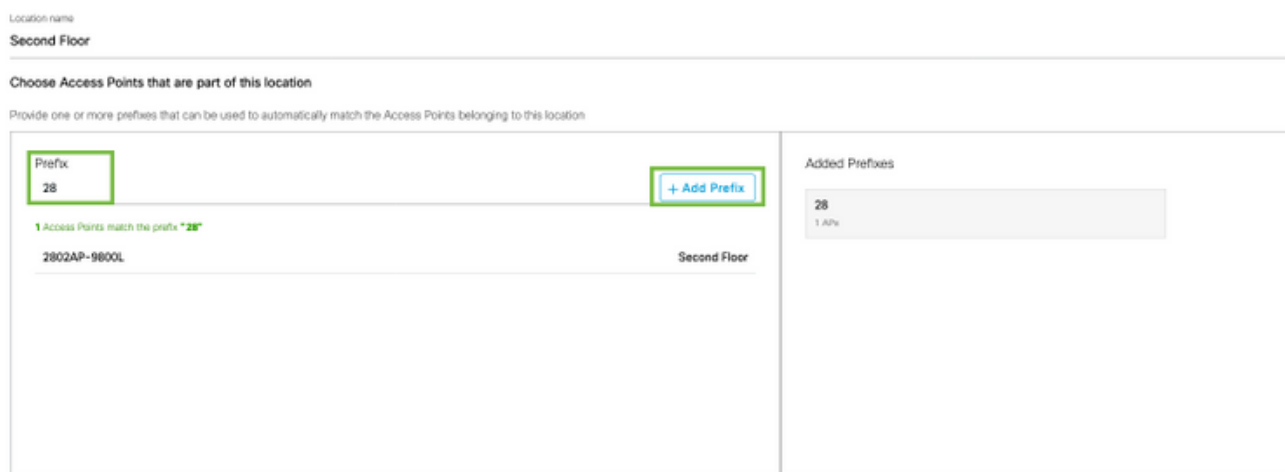 Location name
Second Floor
Choose Access Points that are part of this location
Provide one or more prefixes that can be used to automatically match the Access Points belonging to this location
Prefix
28
+ Add Prefix
1 Access Points match the prefix "28"
2802AP-9800L Second Floor
Added Prefixes
28
1 APs